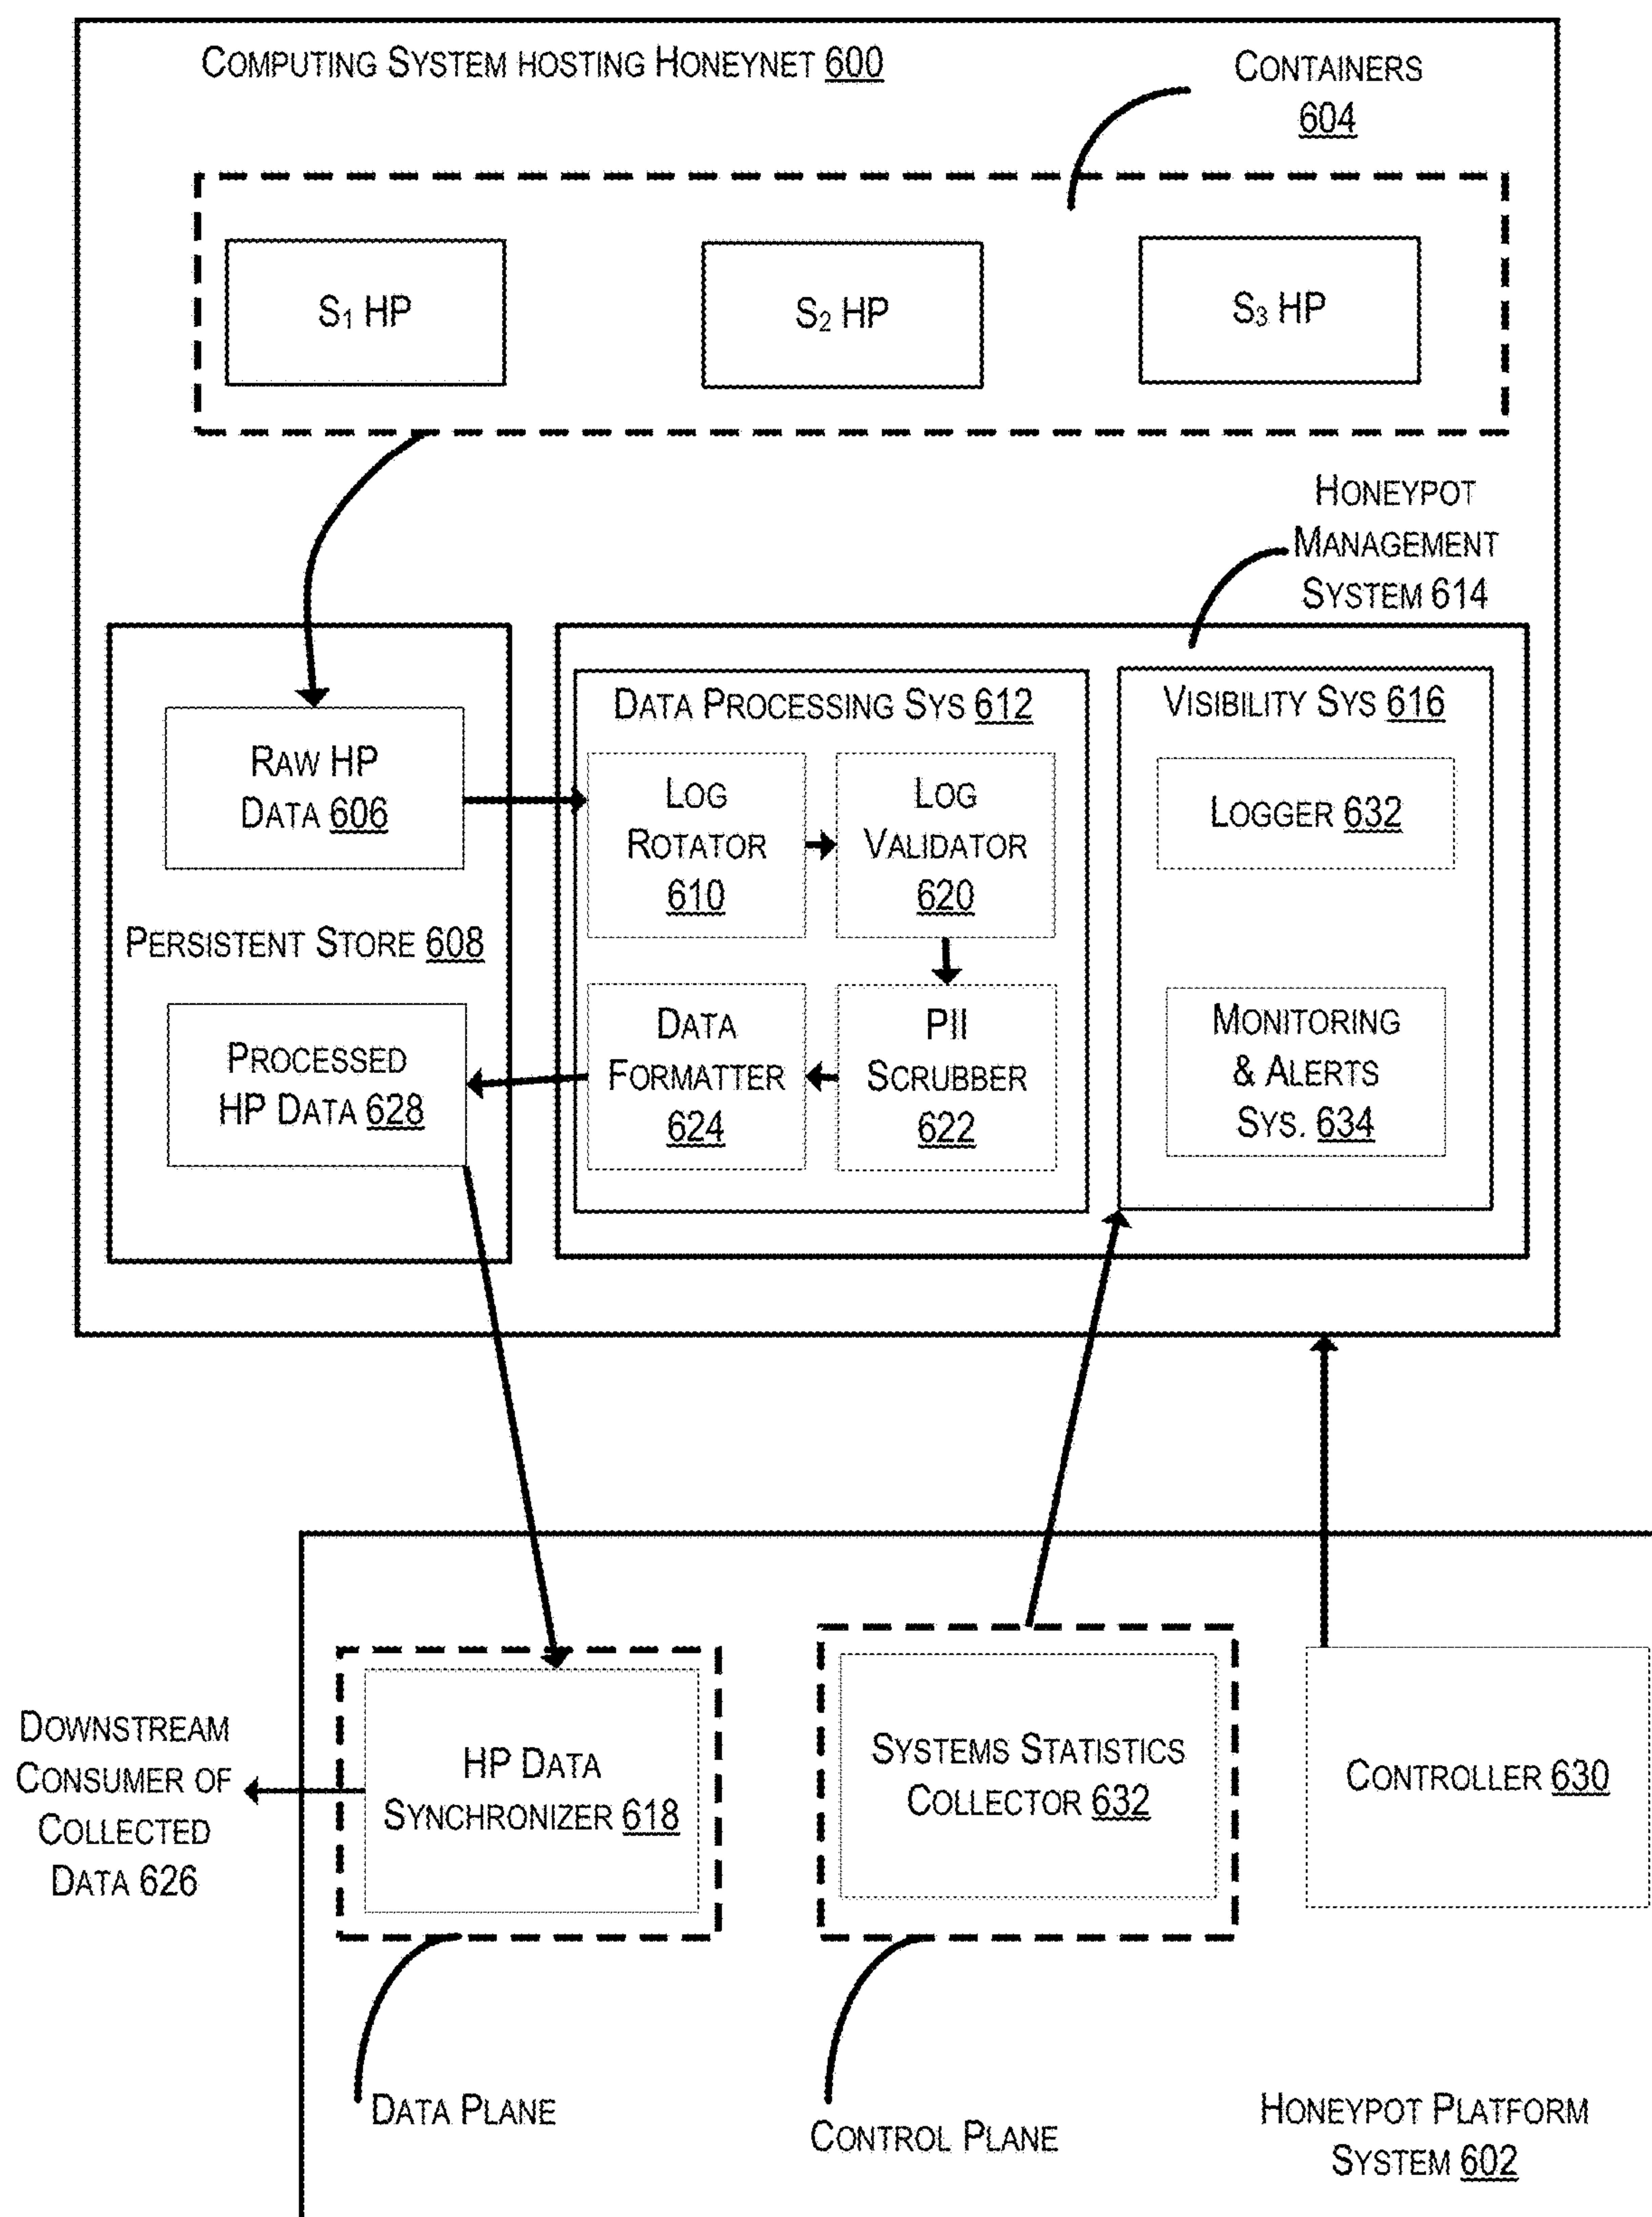 COMPUTING SYSTEM HOSTING HONEYNET 600
CONTAINERS
604
S1 HP
S2 HP
S3 HP
HONEYPOT
MANAGEMENT
SYSTEM 614
RAW HP
DATA 606
PERSISTENT STORE 608
PROCESSED
HP DATA 628
DATA PROCESSING SYS 612
LOG
ROTATOR
610
LOG
VALIDATOR
620
DATA
FORMATTER
624
PII
SCRUBBER
622
VISIBILITY SYS 616
LOGGER 632
MONITORING
& ALERTS
SYS. 634
DOWNSTREAM
CONSUMER OF
COLLECTED
DATA 626
HP DATA
SYNCHRONIZER 618
SYSTEMS STATISTICS
COLLECTOR 632
CONTROLLER 630
DATA PLANE
CONTROL PLANE
HONEYPOT PLATFORM
SYSTEM 602